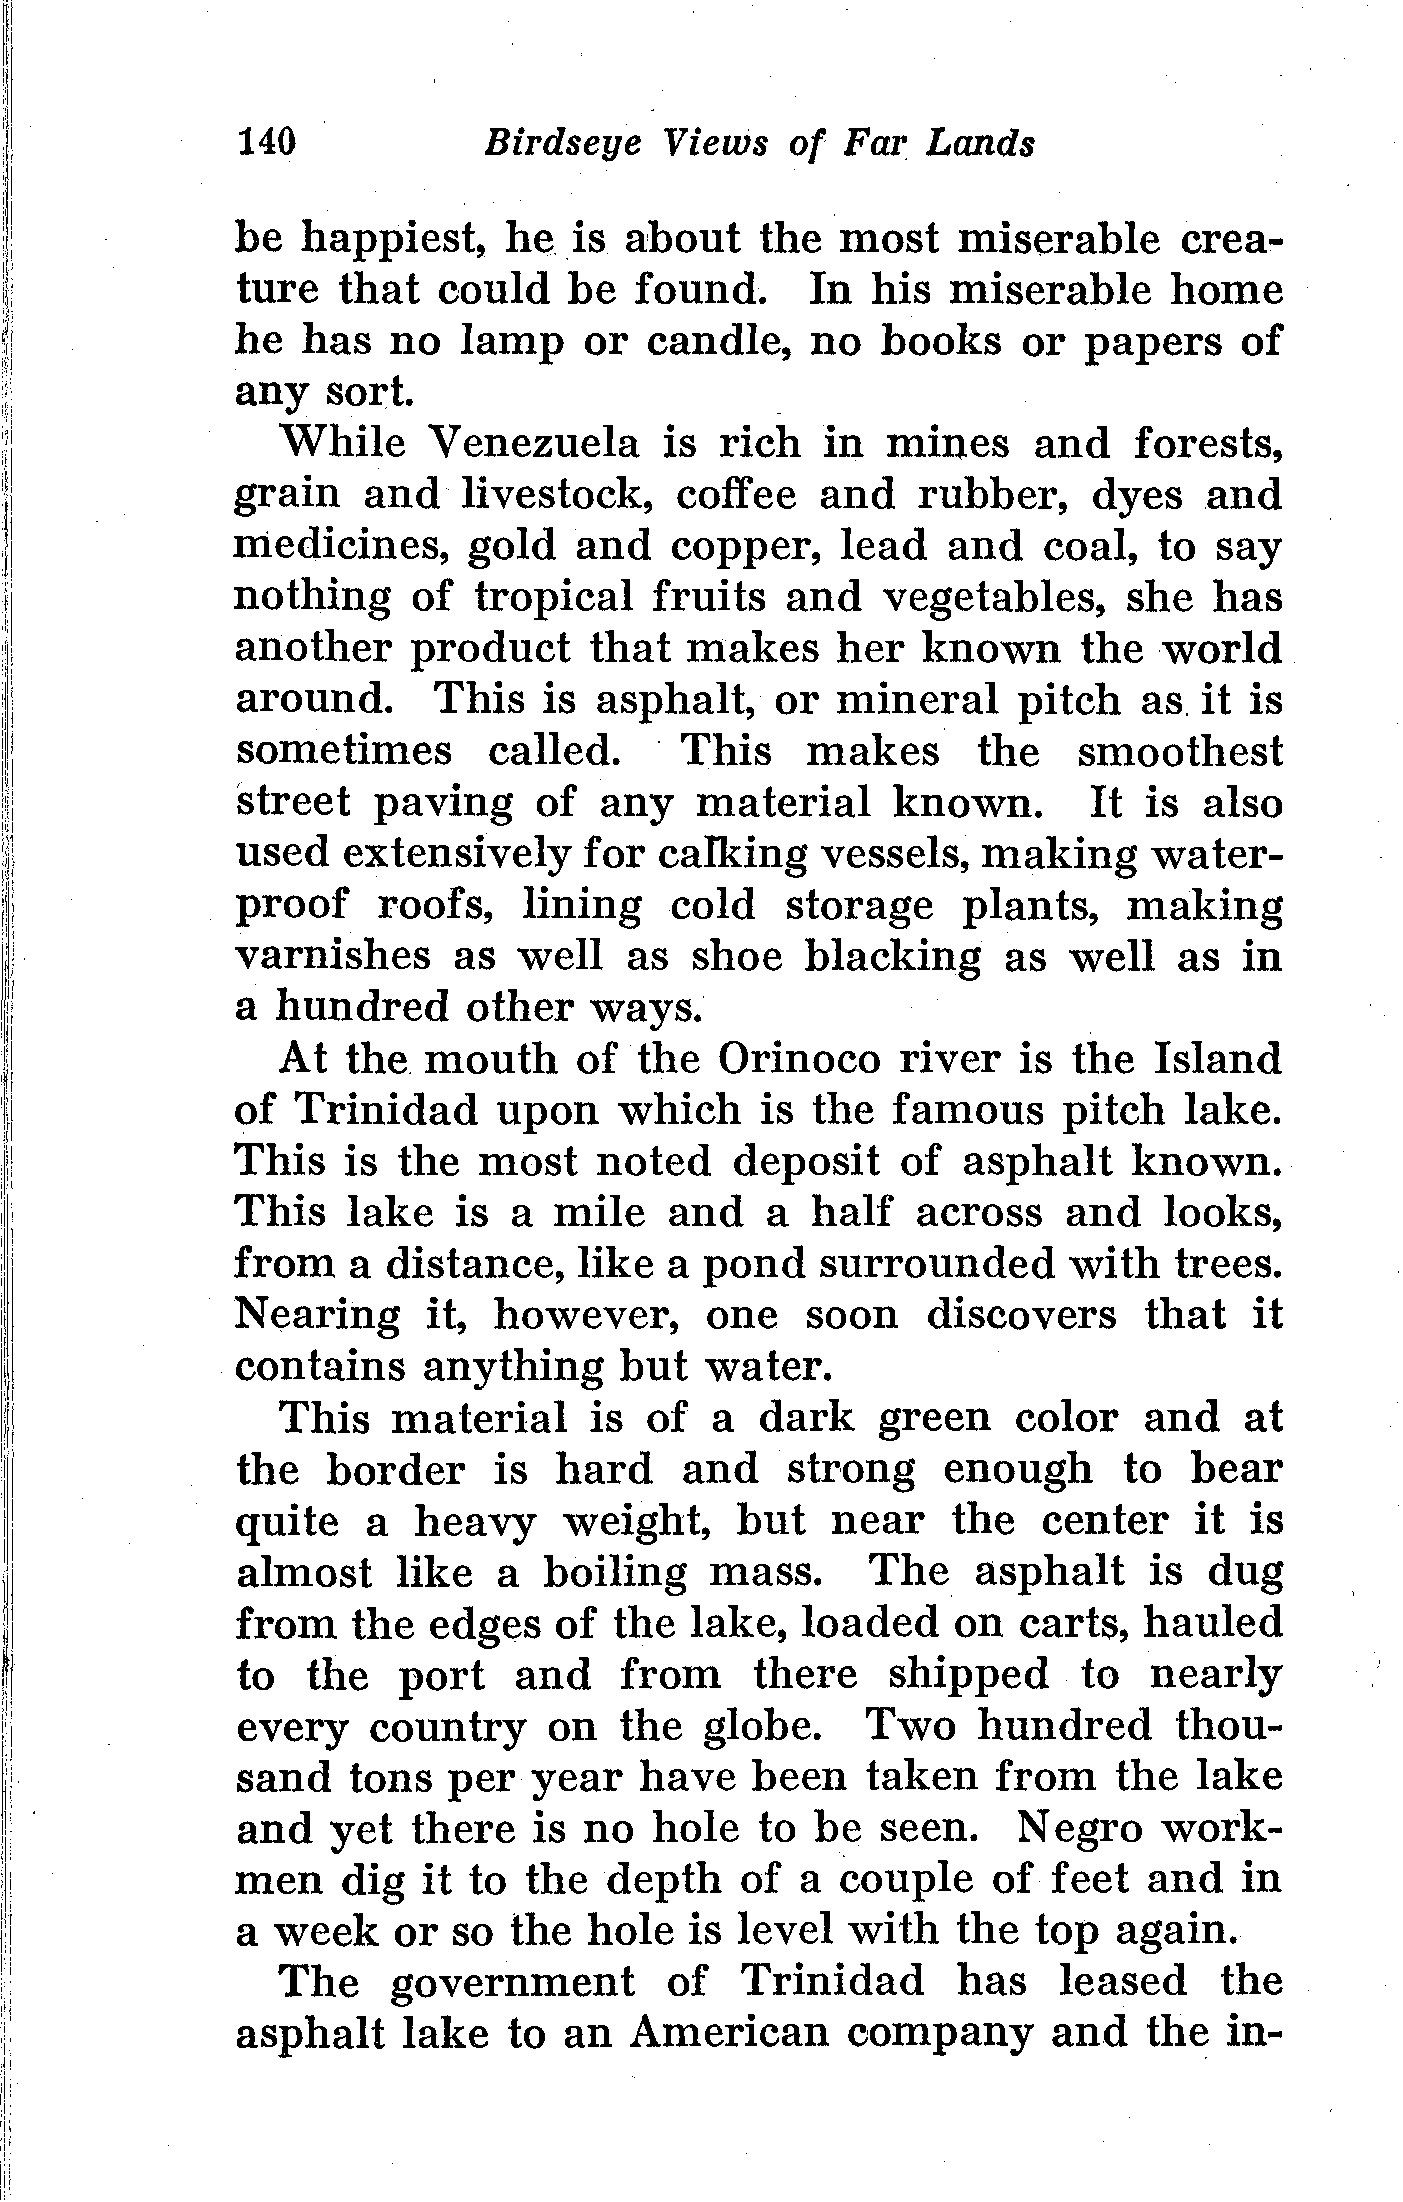 140 Birdseye Views of Far Lands
be happiest, he is about the most miserable crea-
ture that could be found. In his miserable home
he has no lamp or candle, no books or papers of
any sort.
While Venezuela is rich in mines and forests,
grain and livestock, coffee and rubber, dyes and
medicines, gold and copper, lead and coal, to say
nothing of tropical fruits and vegetables, she has
another product that makes her known the world
around. This is asphalt, or mineral pitch as it is
sometimes called. This makes the smoothest
street paving of any material known. It is also
used extensively for calking vessels, making water-
proof roofs, lining cold storage plants, making
varnishes as well as shoe blacking as well as in
a hundred other ways.
At the mouth of the Orinoco river is the Island
of Trinidad upon which is the famous pitch lake.
This is the most noted deposit of asphalt known.
This lake is a mile and a half across and looks,
from a distance, like a pond surrounded with trees.
Nearing it, however, one soon discovers that it
contains anything but water.
This material is of a dark green color and at
the border is hard and strong enough to bear
quite a heavy weight, but near the center it is
almost like a boiling mass. The asphalt is dug
from the edges of the lake, loaded on carts, hauled
to the port and from there shipped to nearly
every country on the globe. Two hundred thou-
sand tons per year have been taken from the lake
and yet there is no hole to be seen. Negro work-
men dig it to the depth of a couple of feet and in
a week or so the hole is level with the top again.
The government of Trinidad has leased the
asphalt lake to an American company and the in-